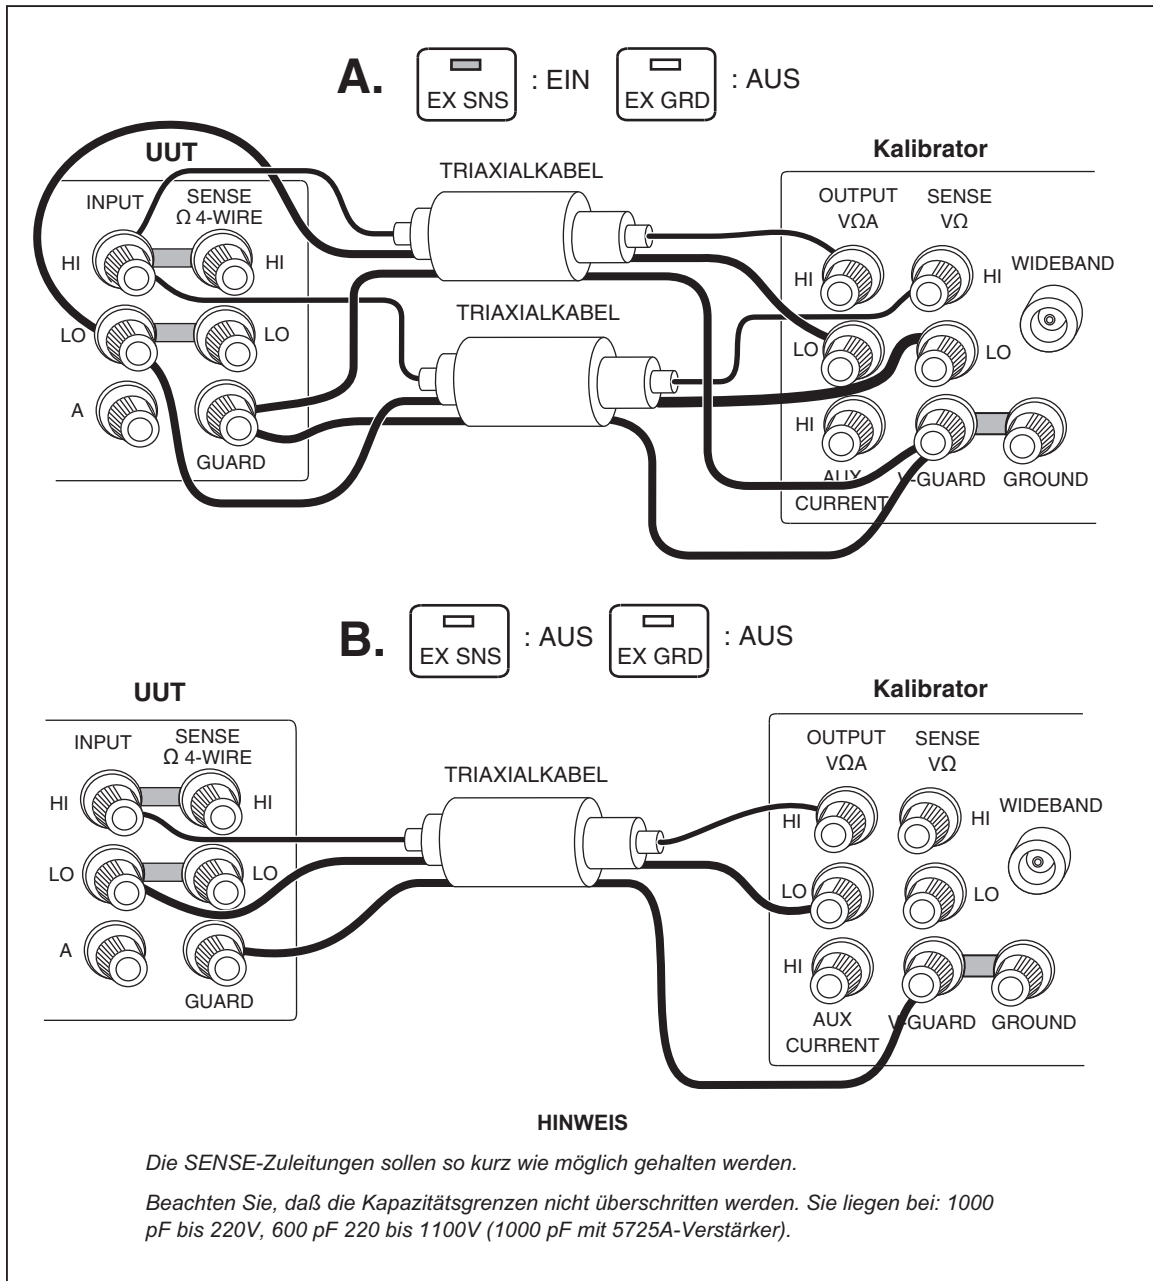 A. EX SNS : EIN EX GRD : AUS
UUT
Kalibrator
TRIAXIALKABEL
INPUT
SENSE
Ω 4-WIRE
OUTPUT
VΩA
SENSE
VΩ
HI
HI
HI
HI
WIDEBAND
TRIAXIALKABEL
LO
LO
LO
LO
A
HI
GUARD
AUX
CURRENT
V-GUARD
GROUND
B. EX SNS : AUS EX GRD : AUS
UUT
Kalibrator
INPUT
SENSE
Ω 4-WIRE
OUTPUT
VΩA
SENSE
VΩ
TRIAXIALKABEL
HI
HI
HI
HI
WIDEBAND
LO
LO
LO
LO
A
HI
GUARD
AUX
CURRENT
V-GUARD
GROUND
HINWEIS
Die SENSE-Zuleitungen sollen so kurz wie möglich gehalten werden.
Beachten Sie, daß die Kapazitätsgrenzen nicht überschritten werden. Sie liegen bei: 1000
pF bis 220V, 600 pF 220 bis 1100V (1000 pF mit 5725A-Verstärker).